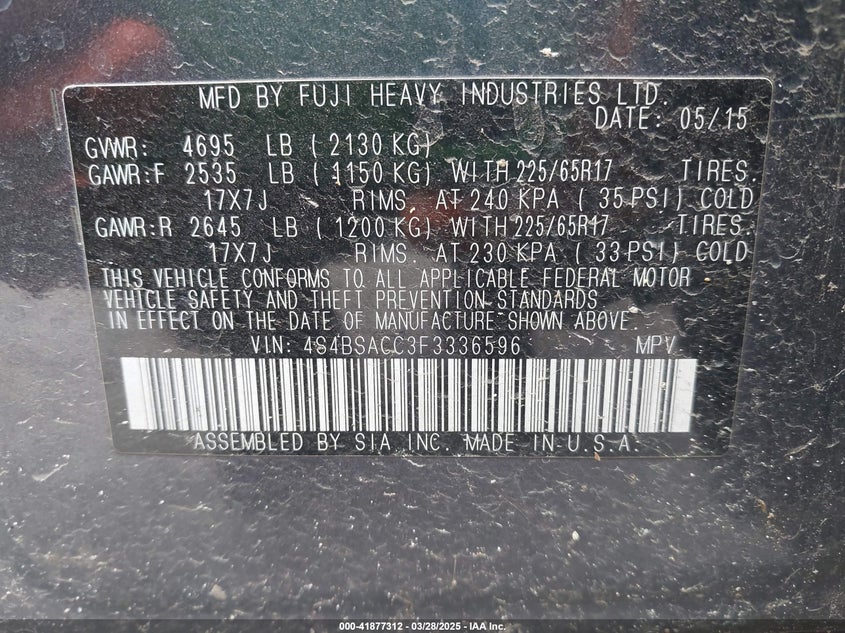 MFD BY FUJI HEAVY INDUSTRIES LTD.
DATE: 05/15
GVWR: 4695 LB ( 2130 KG)
GAWR:F 2535 LB ( 1150 KG) WITH 225/65R17 TIRES.
17X7J RIMS. AT 240 KPA ( 35 PSI) COLD
GAWR:R 2645 LB ( 1200 KG) WITH 225/65R17 TIRES.
17X7J RIMS. AT 230 KPA ( 33 PSI) COLD
THIS VEHICLE CONFORMS TO ALL APPLICABLE FEDERAL MOTOR
VEHICLE SAFETY AND THEFT PREVENTION STANDARDS
IN EFFECT ON THE DATE OF MANUFACTURE SHOWN ABOVE.
VIN: 4S4BSACC3F3336596 MPV
ASSEMBLED BY SIA INC. MADE IN U.S.A.
000-41877312 | 03/28/2025 - IAA Inc.